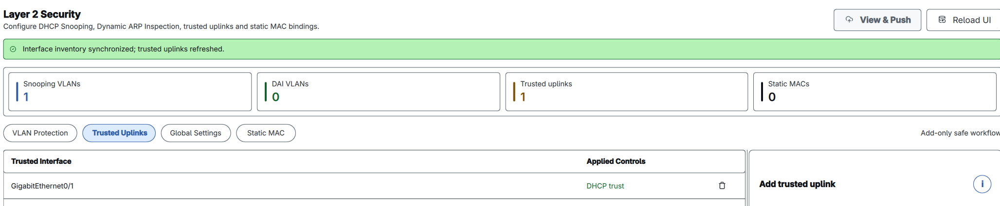 Layer 2 Security
Configure DHCP Snooping, Dynamic ARP Inspection, trusted uplinks and static MAC bindings.
View & Push
Reload UI
Interface inventory synchronized; trusted uplinks refreshed.
Snooping VLANs
1
DAI VLANs
0
Trusted uplinks
1
Static MACs
0
VLAN Protection
Trusted Uplinks
Global Settings
Static MAC
Add-only safe workflow
Trusted Interface
Applied Controls
GigabitEthernet0/1
DHCP trust
Add trusted uplink
i